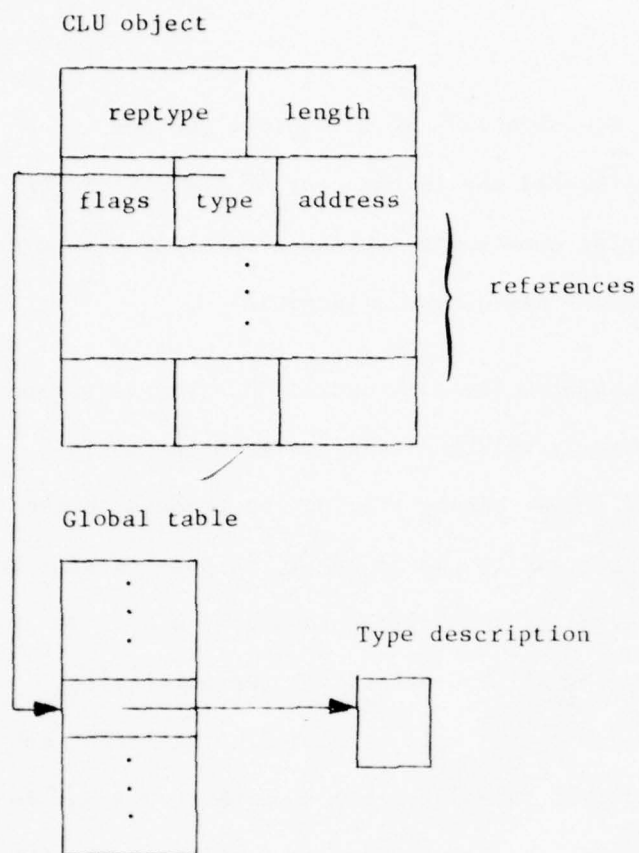 CLU object
reptype length
flags type address
references
Global table
Type description